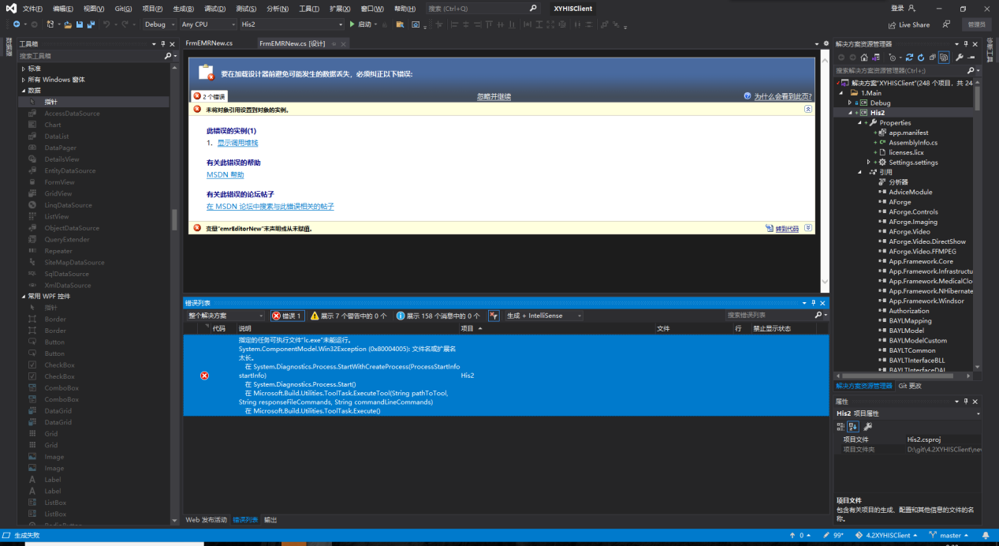 文件(F) 编辑(E) 视图(V) Git(G) 项目(P) 生成(B) 调试(D) 测试(S) 分析(N) 工具(T) 扩展(X) 窗口(W) 帮助(H) 搜索 (Ctrl+Q) XYHISClient 登录
Debug Any CPU His2 启动 Live Share 管理员
工具箱
搜索工具箱
标准
所有 Windows 窗体
数据
指针
AccessDataSource
Chart
DataList
DataPager
DetailsView
EntityDataSource
FormView
GridView
LinqDataSource
ListView
ObjectDataSource
QueryExtender
Repeater
SiteMapDataSource
SqlDataSource
XmlDataSource
常用 WPF 控件
指针
Border
Border
Button
Button
CheckBox
CheckBox
ComboBox
ComboBox
DataGrid
DataGrid
Grid
Grid
Image
Image
Label
Label
ListBox
ListBox
RadioButton
FrmEMRNew.cs FrmEMRNew.cs [设计]
要在加载设计器前避免可能发生的数据丢失，必须纠正以下错误:
2 个错误 忽略并继续 为什么会看到此页?
未将对象引用设置到对象的实例。
此错误的实例(1)
1. 显示调用堆栈
有关此错误的帮助
MSDN 帮助
有关此错误的论坛帖子
在 MSDN 论坛中搜索与此错误相关的帖子
变量"emrEditorNew"未声明或从未赋值。 转到代码
错误列表
整个解决方案 错误 1 展示 7 个警告中的 0 个 展示 158 个消息中的 0 个 生成 + IntelliSense 搜索错误列表
代码 说明 项目 文件 行 禁止显示状态
指定的任务可执行文件"lc.exe"未能运行。
System.ComponentModel.Win32Exception (0x80004005): 文件名或扩展名
太长。
在 System.Diagnostics.Process.StartWithCreateProcess(ProcessStartInfo
startInfo) His2
在 System.Diagnostics.Process.Start()
在 Microsoft.Build.Utilities.ToolTask.ExecuteTool(String pathToTool,
String responseFileCommands, String commandLineCommands)
在 Microsoft.Build.Utilities.ToolTask.Execute()
Web 发布活动 错误列表 输出
解决方案资源管理器
搜索解决方案资源管理器(Ctrl+;)
解决方案"XYHISClient"(248 个项目，共 24
1.Main
Debug
His2
Properties
app.manifest
AssemblyInfo.cs
licenses.licx
Settings.settings
引用
分析器
AdviceModule
AForge
AForge.Controls
AForge.Imaging
AForge.Video
AForge.Video.DirectShow
AForge.Video.FFMPEG
App.Framework.Core
App.Framework.Infrastructu
App.Framework.MedicalClo
App.Framework.NHibernate
App.Framework.Windsor
Authorization
BAYLMapping
BAYLModel
BAYLModelCustom
BAYLTCommon
BAYLTInterfaceBLL
BAYLTInterfaceDAL
解决方案资源管理器 Git 更改
属性
His2 项目属性
项目文件 His2.csproj
项目文件夹 D:\git\4.2XYHISClient\new
项目文件
包含有关项目的生成、配置和其他信息的文件的名
称。
生成失败 0 99+ 4.2XYHISClient master